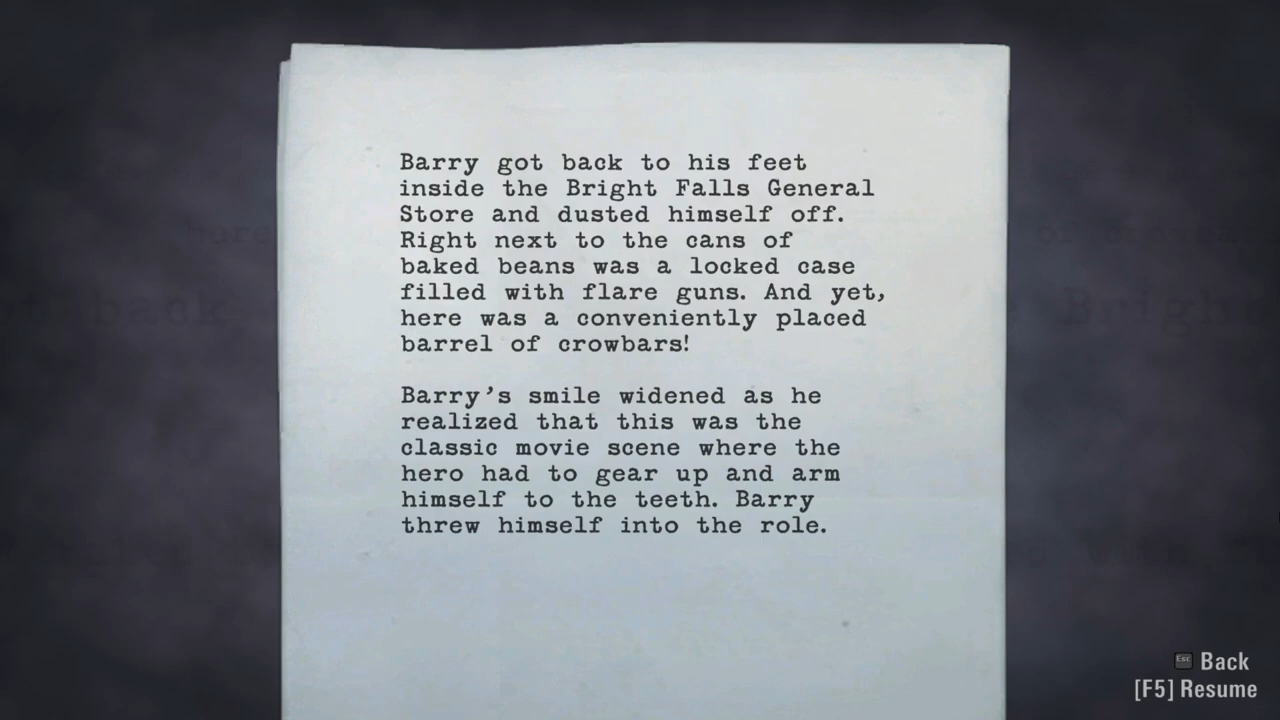 Barry got back to his feet
inside the Bright Falls General
Store and dusted himself off.
Right next to the cans of
baked beans was a locked case
filled with flare guns. And yet,
here was a conveniently placed
barrel of crowbars!
Barry's smile widened as he
realized that this was the
classic movie scene where the
hero had to gear up and arm
himself to the teeth. Barry
threw himself into the role.
Esc Back
[F5] Resume